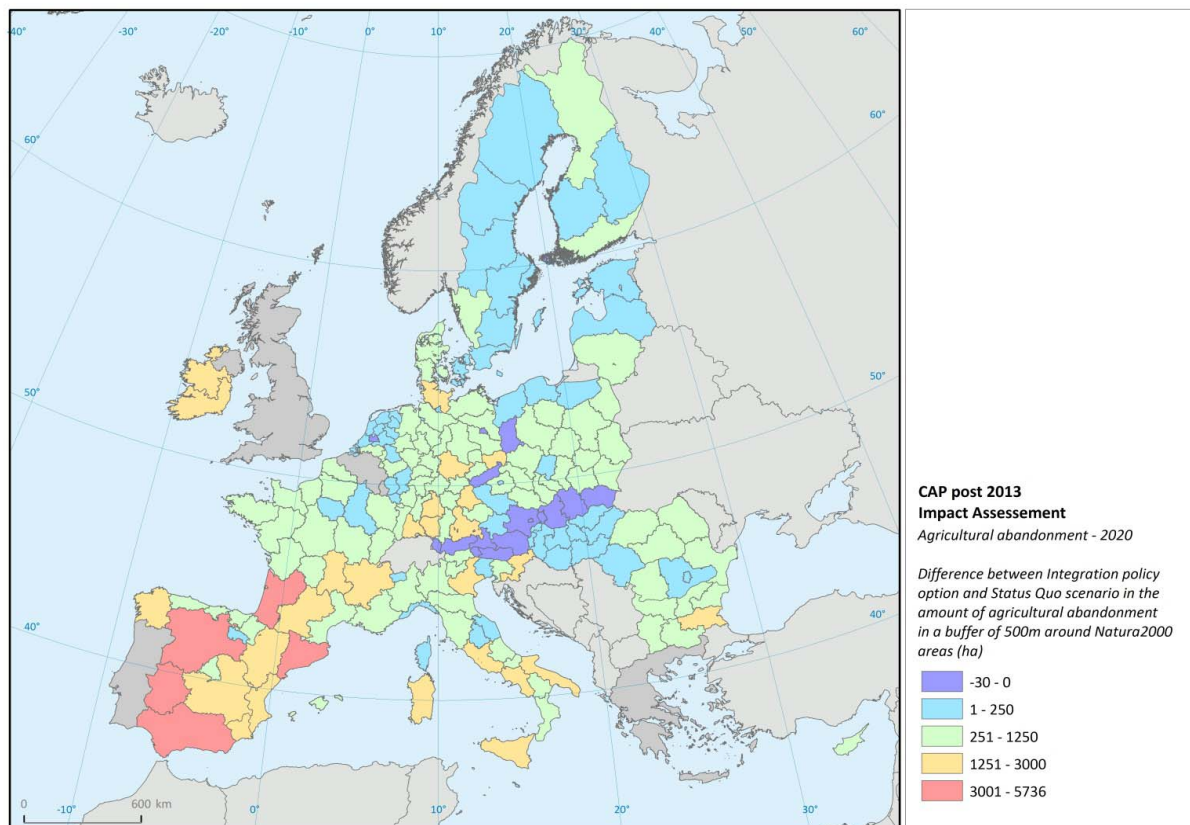 -40° -30° -20° -10° 0° 10° 20° 30° 40° 50° 60°
60°
60°
50°
50°
40°
40°
0 600 km
-10° 0° 10° 20° 30°
CAP post 2013
Impact Assessement
Agricultural abandonment - 2020
Difference between Integration policy
option and Status Quo scenario in the
amount of agricultural abandonment
in a buffer of 500m around Natura2000
areas (ha)
-30 - 0
1 - 250
251 - 1250
1251 - 3000
3001 - 5736